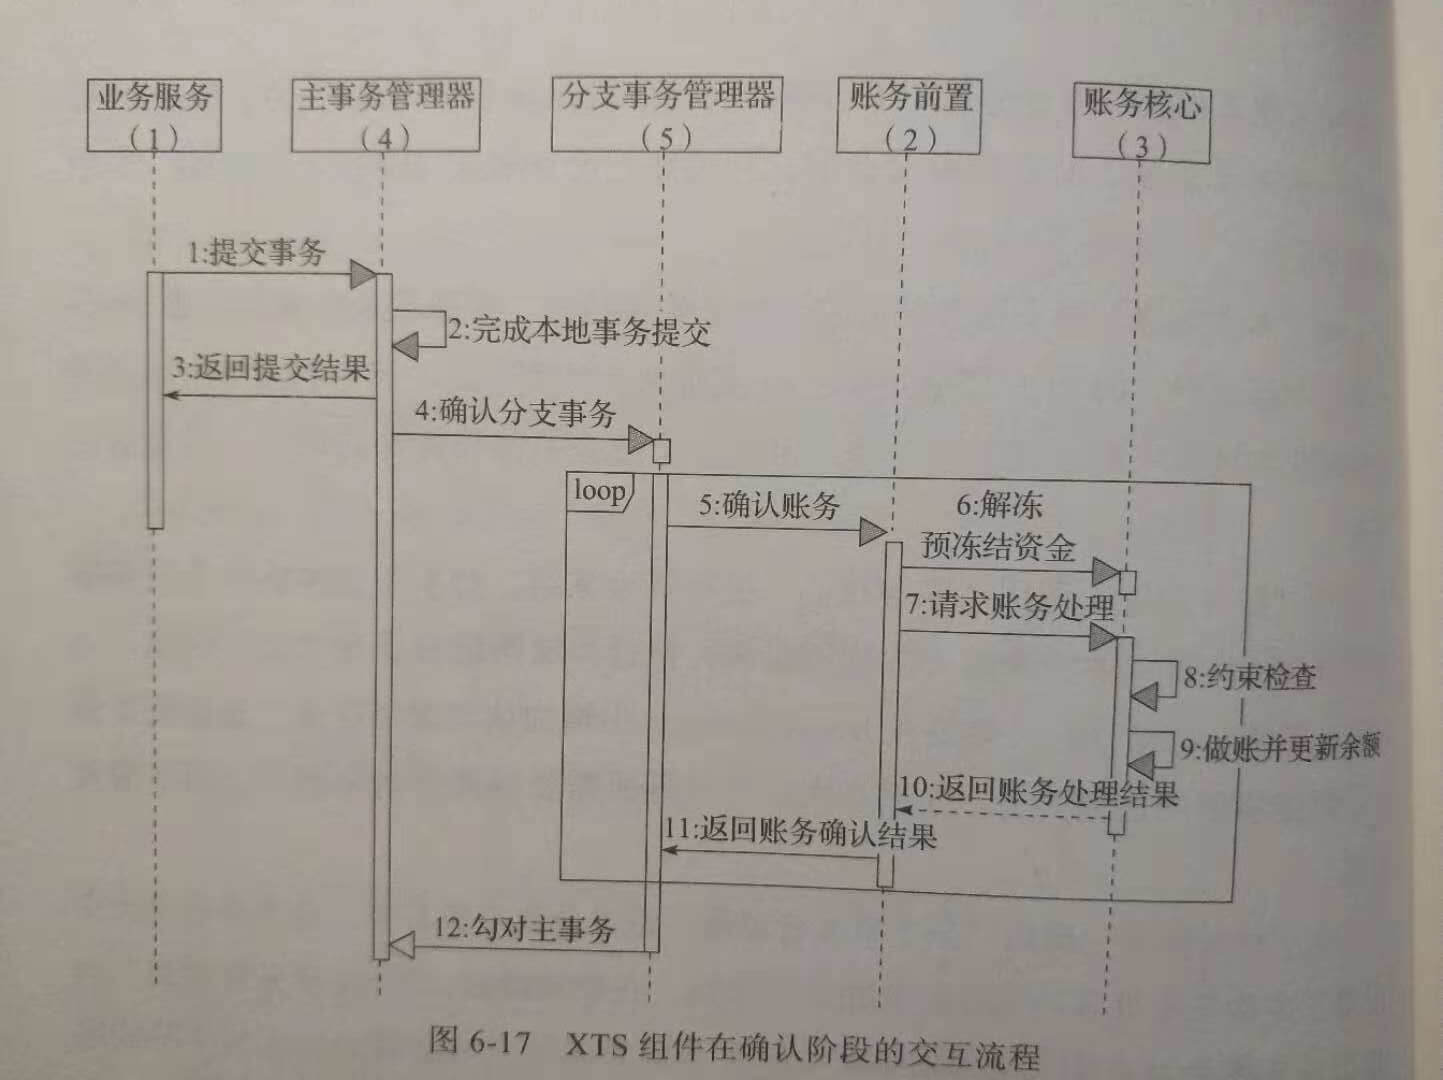 业务服务
（1）
主事务管理器
（4）
分支事务管理器
（5）
账务前置
（2）
账务核心
（3）
1:提交事务
2:完成本地事务提交
3:返回提交结果
4:确认分支事务
loop
5:确认账务
6:解冻
预冻结资金
7:请求账务处理
8:约束检查
9:做账并更新余额
10:返回账务处理结果
11:返回账务确认结果
12:勾对主事务
图 6-17 XTS 组件在确认阶段的交互流程